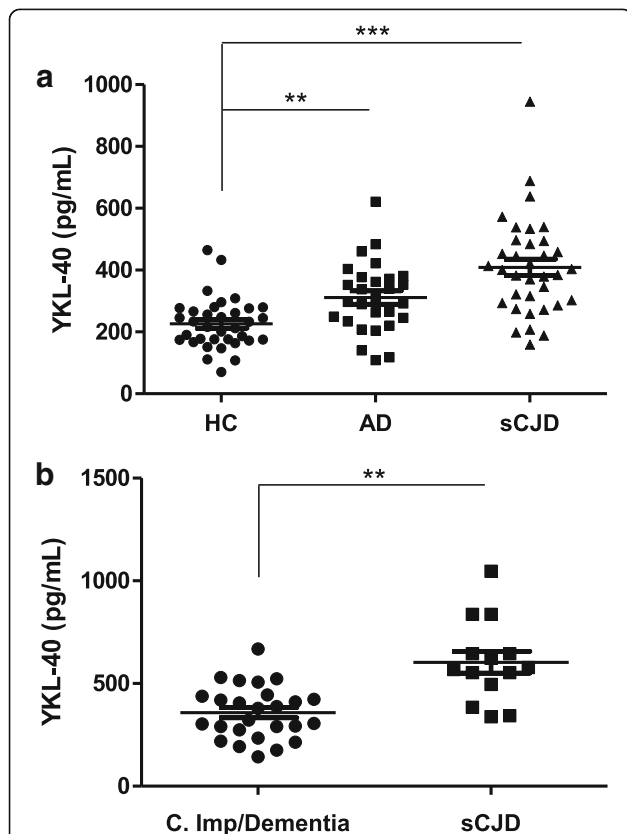 ***
a
**
1000
800
600
400
200
0
YKL-40 (pg/mL)
HC AD sCJD
b
**
1500
1000
500
0
YKL-40 (pg/mL)
C. Imp/Dementia sCJD